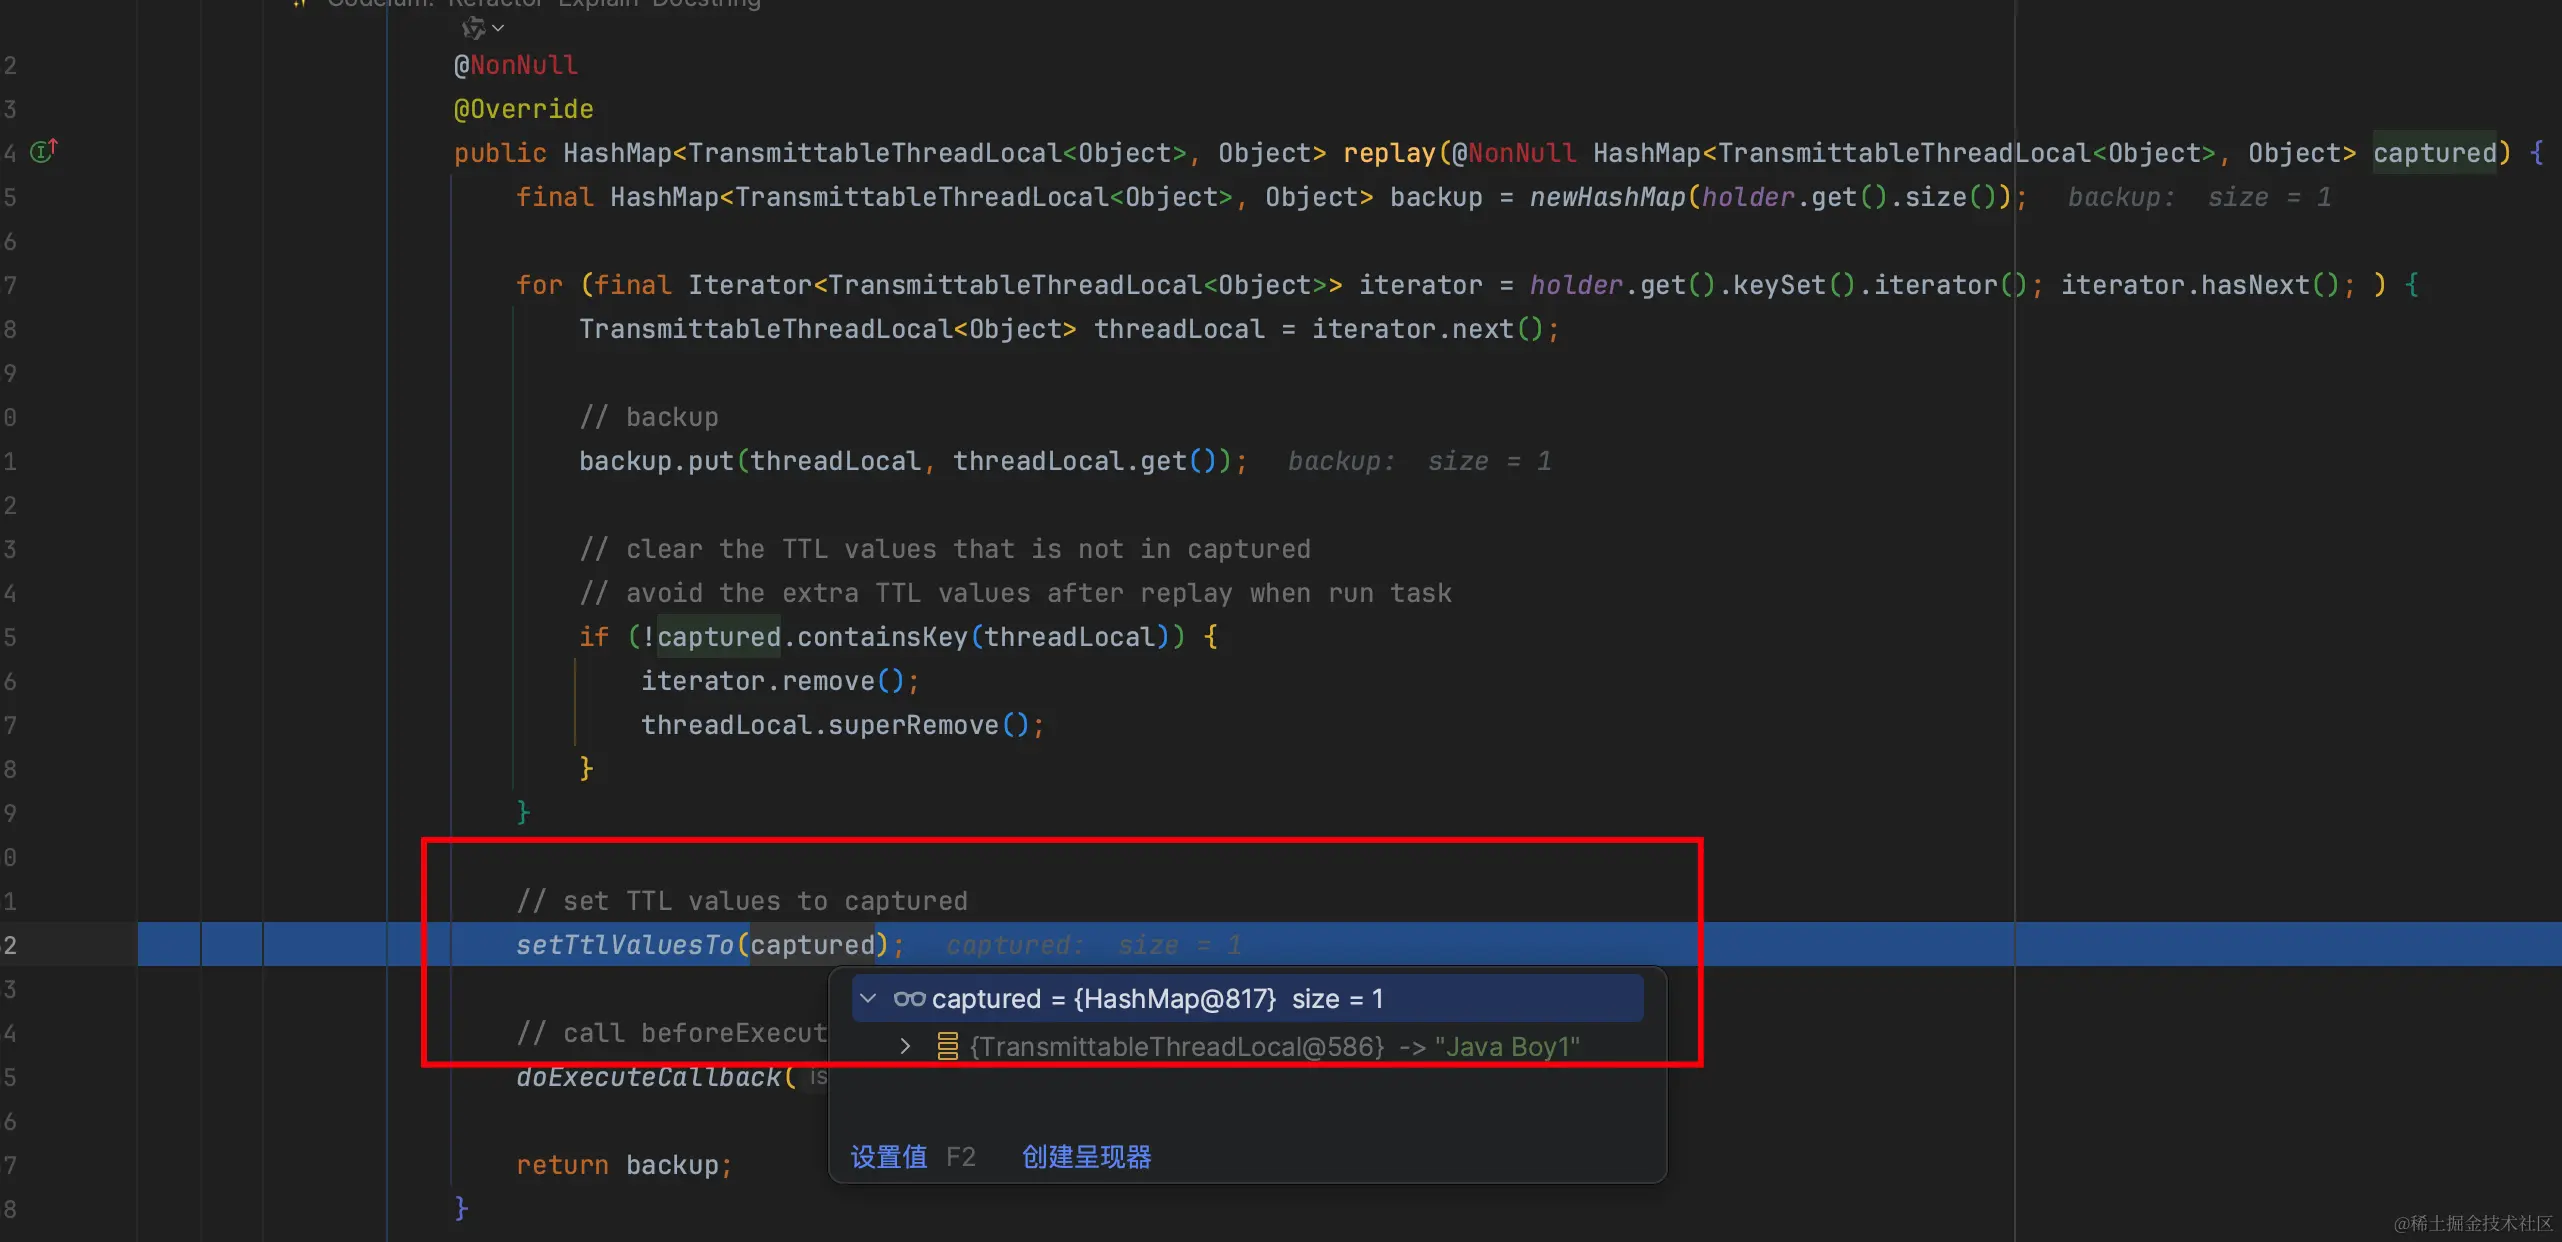 Codeium: Refactor Explain Docstring
2 @NonNull
3 @Override
4 public HashMap<TransmittableThreadLocal<Object>, Object> replay(@NonNull HashMap<TransmittableThreadLocal<Object>, Object> captured) {
5 final HashMap<TransmittableThreadLocal<Object>, Object> backup = newHashMap(holder.get().size()); backup: size = 1
6
7 for (final Iterator<TransmittableThreadLocal<Object>> iterator = holder.get().keySet().iterator(); iterator.hasNext(); ) {
8 TransmittableThreadLocal<Object> threadLocal = iterator.next();
9
0 // backup
1 backup.put(threadLocal, threadLocal.get()); backup: size = 1
2
3 // clear the TTL values that is not in captured
4 // avoid the extra TTL values after replay when run task
5 if (!captured.containsKey(threadLocal)) {
6 iterator.remove();
7 threadLocal.superRemove();
8 }
9 }
0
1 // set TTL values to captured
2 setTtlValuesTo(captured); captured: size = 1
3 captured = {HashMap@817} size = 1
4 // call beforeExecut
{TransmittableThreadLocal@586} -> "Java Boy1"
5 doExecuteCallback( is
6
7 return backup;
设置值 F2 创建呈现器
8 }
@稀土掘金技术社区